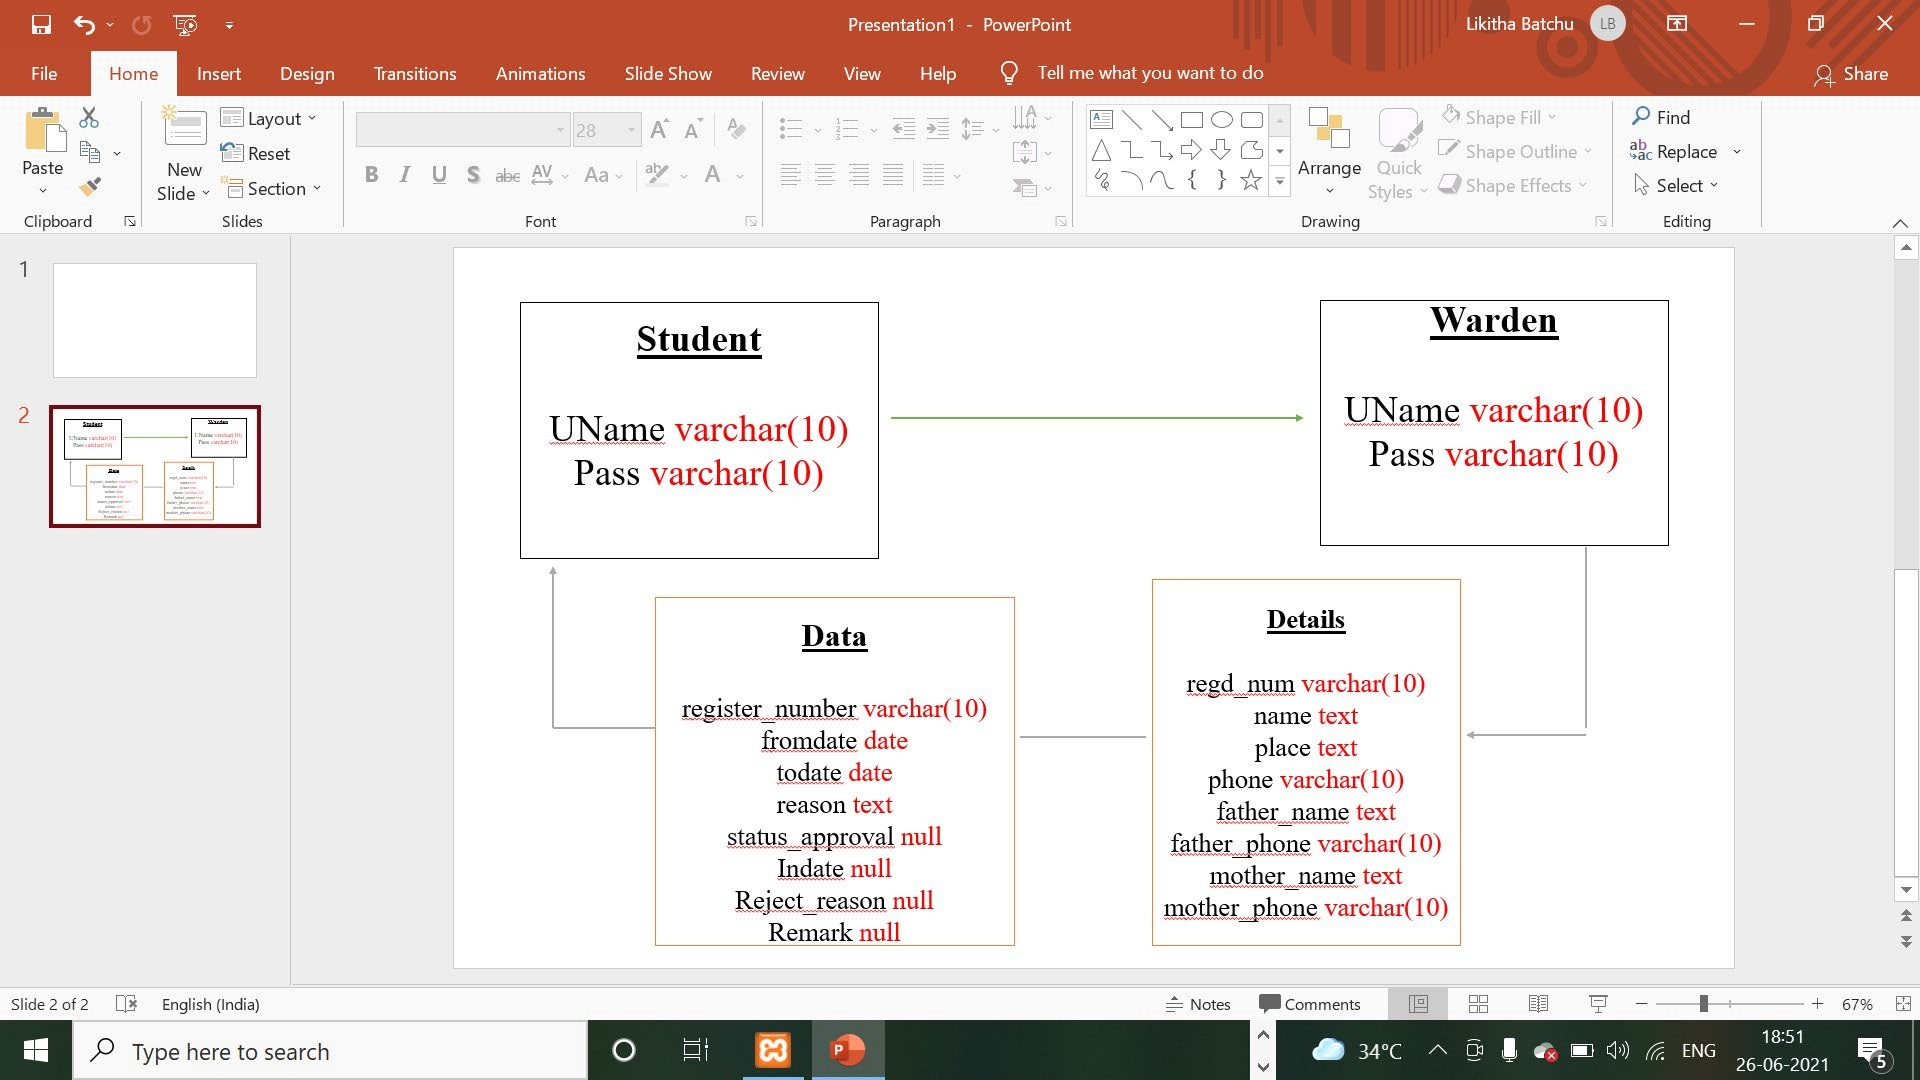 Presentation1 - PowerPoint
Likitha Batchu
LB
File
Home
Insert
Design
Transitions
Animations
Slide Show
Review
View
Help
Tell me what you want to do
Share
Paste
Clipboard
New
Slide
Layout
Reset
Section
Slides
28
B I U S abc AV Aa A
Font
Paragraph
Arrange
Quick
Styles
Shape Fill
Shape Outline
Shape Effects
Drawing
Find
Replace
Select
Editing
1
2
Student
UName varchar(10)
Pass varchar(10)
Warden
UName varchar(10)
Pass varchar(10)
Data
register_number varchar(10)
fromdate date
todate date
reason text
status_approval null
Indate null
Reject_reason null
Remark null
Details
regd_num varchar(10)
name text
place text
phone varchar(10)
father_name text
father_phone varchar(10)
mother_name text
mother_phone varchar(10)
Slide 2 of 2
English (India)
Notes
Comments
67%
Type here to search
34°C
ENG
18:51
26-06-2021
5